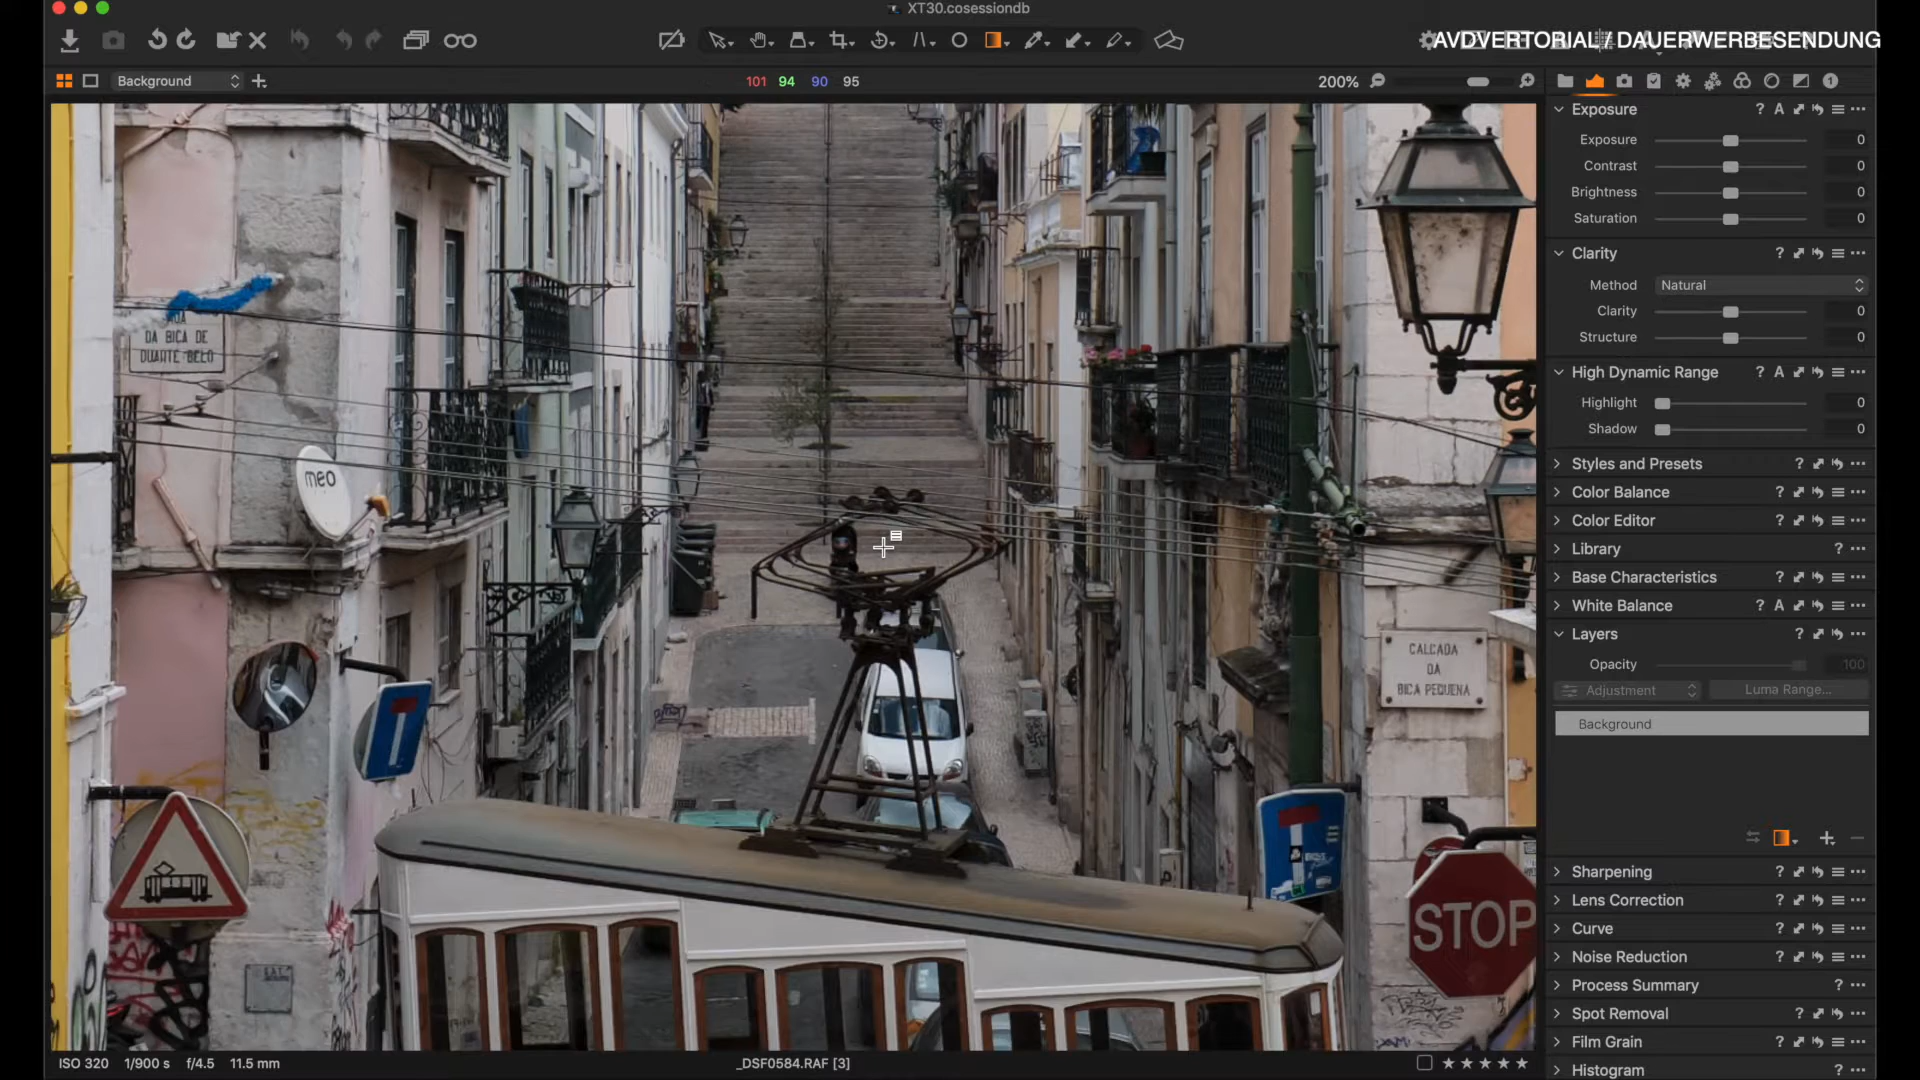 XT30.cosessiondb
AVDVERTORIAL / DAUERWERBESENDUNG
Background
101 94 90 95
200%
Exposure
Exposure 0
Contrast 0
Brightness 0
Saturation 0
Clarity
Method Natural
Clarity 0
Structure 0
High Dynamic Range
Highlight 0
Shadow 0
Styles and Presets
Color Balance
Color Editor
Library
Base Characteristics
White Balance
Layers
Opacity 100
Adjustment Luma Range...
Background
Sharpening
Lens Correction
Curve
Noise Reduction
Process Summary
Spot Removal
Film Grain
Histogram
DA BICA DE
DUARTE BELO
meo
CALCADA
DA
BICA PEQUENA
STOP
ISO 320 1/900 s f/4.5 11.5 mm
_DSF0584.RAF [3]